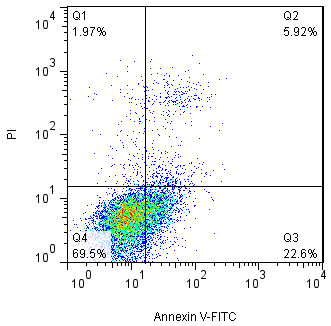 Q1
1.97%
Q2
5.92%
Q4
69.5%
Q3
22.6%
10^4
10^3
10^2
10^1
10^0
PI
10^0 10^1 10^2 10^3 10^4
Annexin V-FITC